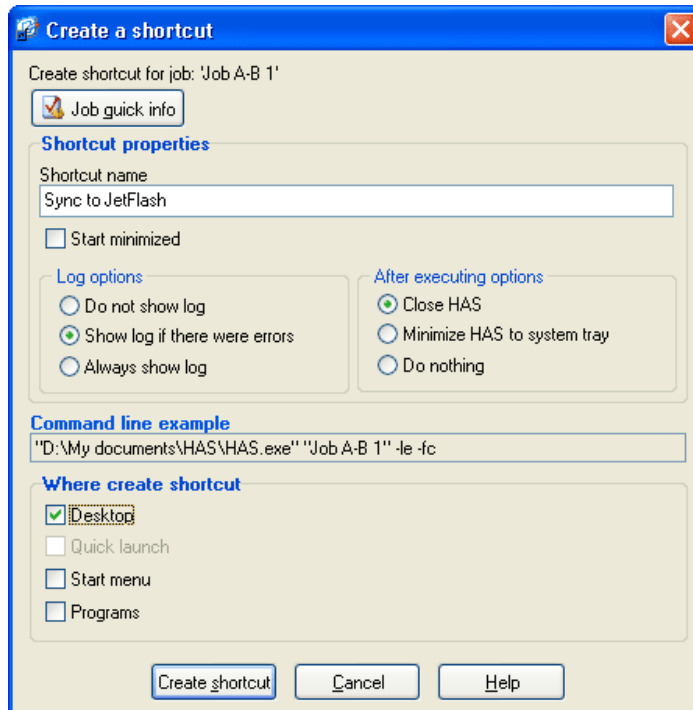 Create a shortcut
Create shortcut for job: 'Job A-B 1'
Job quick info
Shortcut properties
Shortcut name
Sync to JetFlash
Start minimized
Log options
Do not show log
Show log if there were errors
Always show log
After executing options
Close HAS
Minimize HAS to system tray
Do nothing
Command line example
"D:\My documents\HAS\HAS.exe" "Job A-B 1" -le -fc
Where create shortcut
Desktop
Quick launch
Start menu
Programs
Create shortcut
Cancel
Help